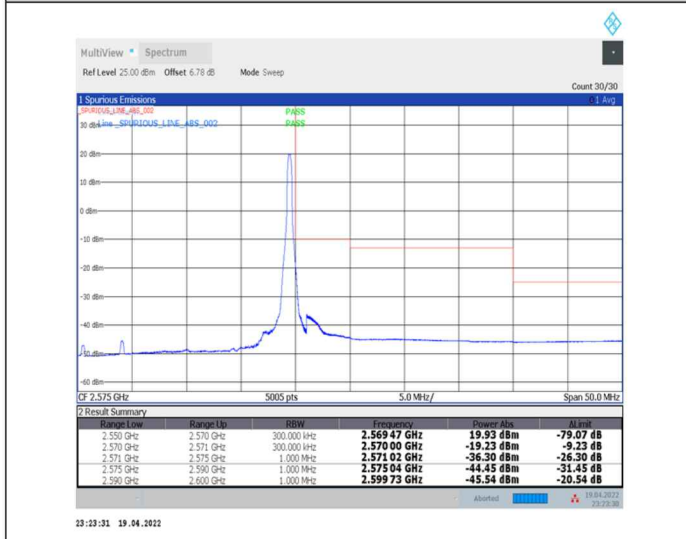 MultiView Spectrum
Ref Level 25.00 dBm Offset 6.78 dB Mode Sweep
Count 30/30
1 Spurious Emissions 1 Avg
_SPURIOUS_LINE_ABS_002 PASS
30 dBm Line _SPURIOUS_LINE_ABS_002 PASS
20 dBm
10 dBm
0 dBm
-10 dBm
-20 dBm
-30 dBm
-40 dBm
-50 dBm
-60 dBm
CF 2.575 GHz 5005 pts 5.0 MHz/ Span 50.0 MHz
2 Result Summary
Range Low Range Up RBW Frequency Power Abs ΔLimit
2.550 GHz 2.570 GHz 300.000 kHz 2.569 47 GHz 19.93 dBm -79.07 dB
2.570 GHz 2.571 GHz 300.000 kHz 2.570 00 GHz -19.23 dBm -9.23 dB
2.571 GHz 2.575 GHz 1.000 MHz 2.571 02 GHz -36.30 dBm -26.30 dB
2.575 GHz 2.590 GHz 1.000 MHz 2.575 04 GHz -44.45 dBm -31.45 dB
2.590 GHz 2.600 GHz 1.000 MHz 2.599 73 GHz -45.54 dBm -20.54 dB
Aborted 19.04.2022
23:23:30
23:23:31 19.04.2022